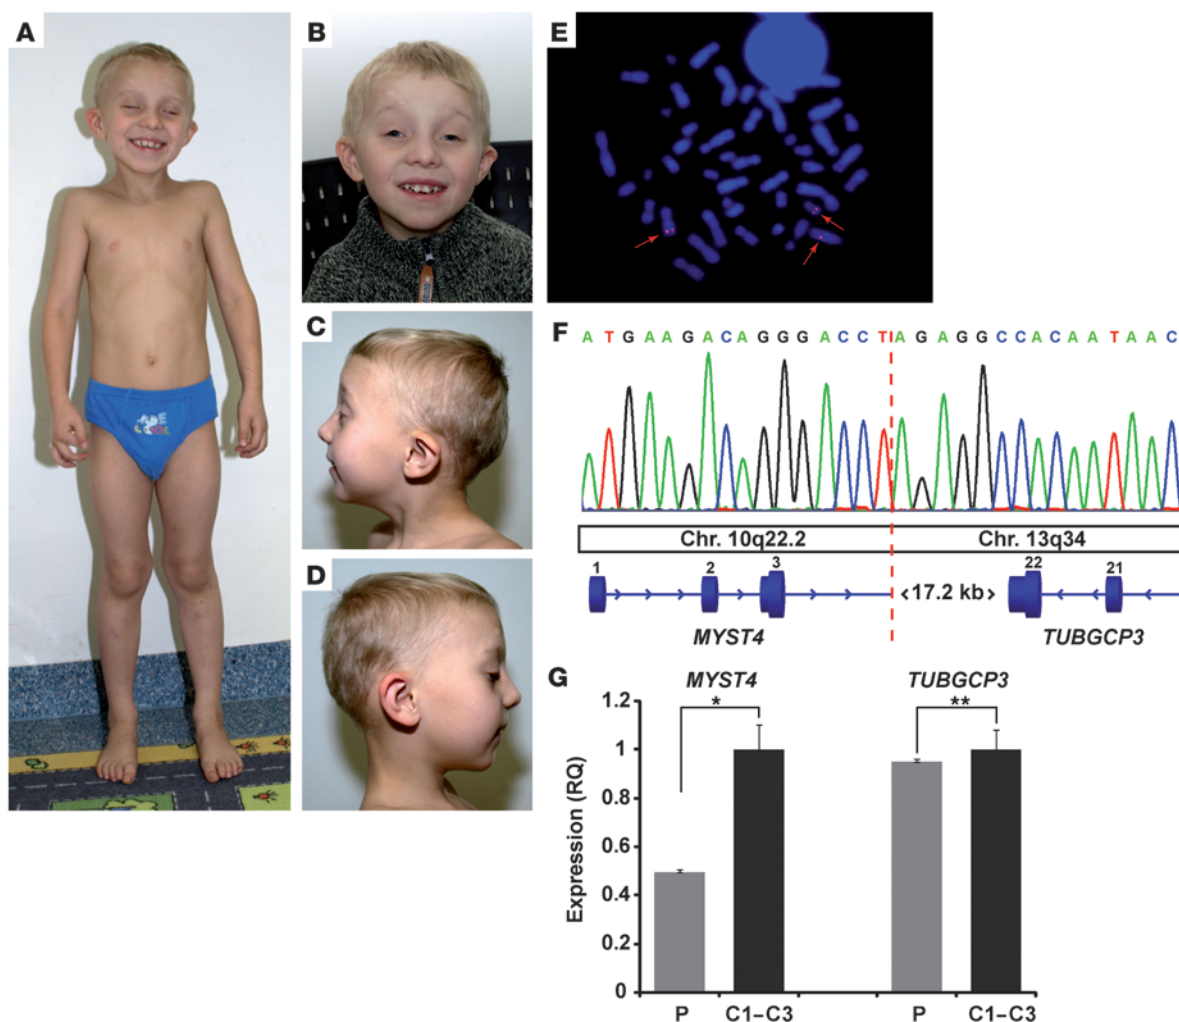 A
B
C
D
E
F
A T G A A G A C A G G G A C C T A G A G G C C A C A A T A A C
Chr. 10q22.2 Chr. 13q34
1 2 3 22 21
<17.2 kb>
MYST4 TUBGCP3
G
MYST4 TUBGCP3
* **
Expression (RQ)
1.2
1
0.8
0.6
0.4
0.2
0
P C1–C3 P C1–C3